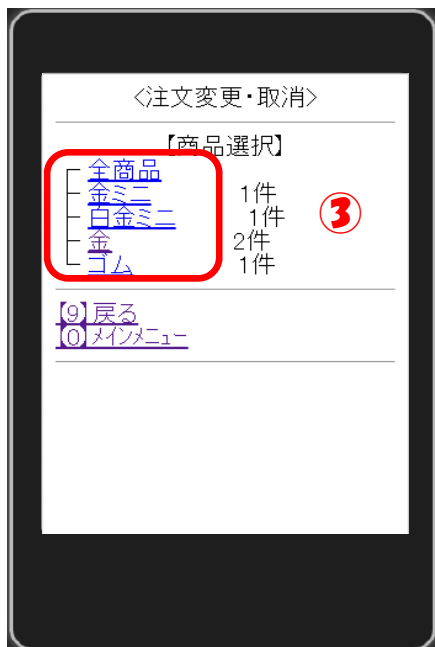 <注文変更・取消>
【商品選択】
全商品
金ミニ 1件
白金ミニ 1件
③
金 2件
ゴム 1件
[9] 戻る
[0] メインメニュー